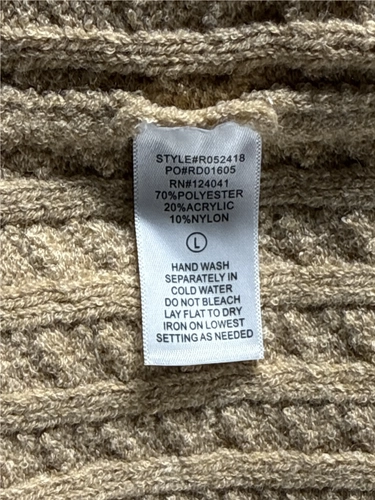 STYLE#R052418
PO#RD01605
RN#124041
70%POLYESTER
20%ACRYLIC
10%NYLON
L
HAND WASH
SEPARATELY IN
COLD WATER
DO NOT BLEACH
LAY FLAT TO DRY
IRON ON LOWEST
SETTING AS NEEDED